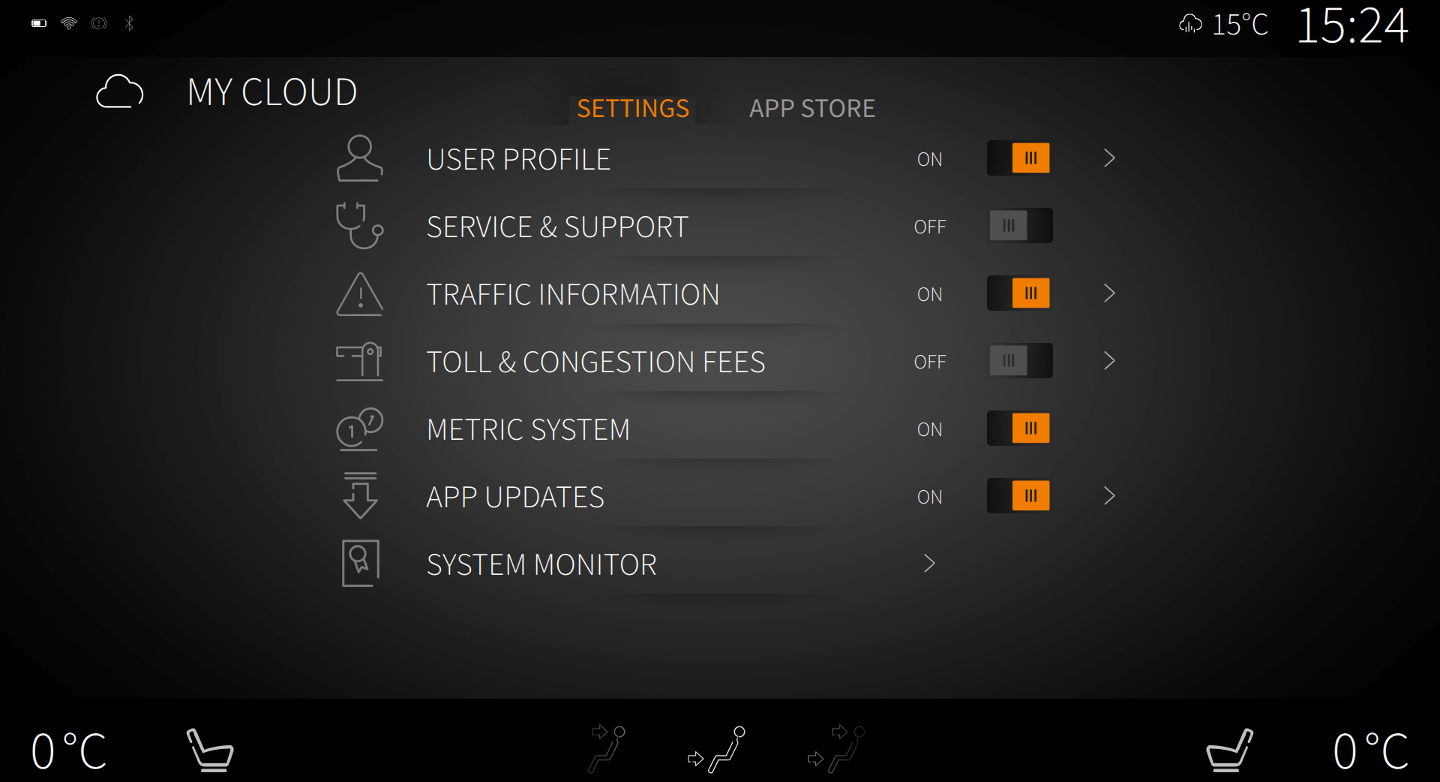 15°C 15:24
MY CLOUD
SETTINGS APP STORE
USER PROFILE ON
SERVICE & SUPPORT OFF
TRAFFIC INFORMATION ON
TOLL & CONGESTION FEES OFF
METRIC SYSTEM ON
APP UPDATES ON
SYSTEM MONITOR
0°C 0°C